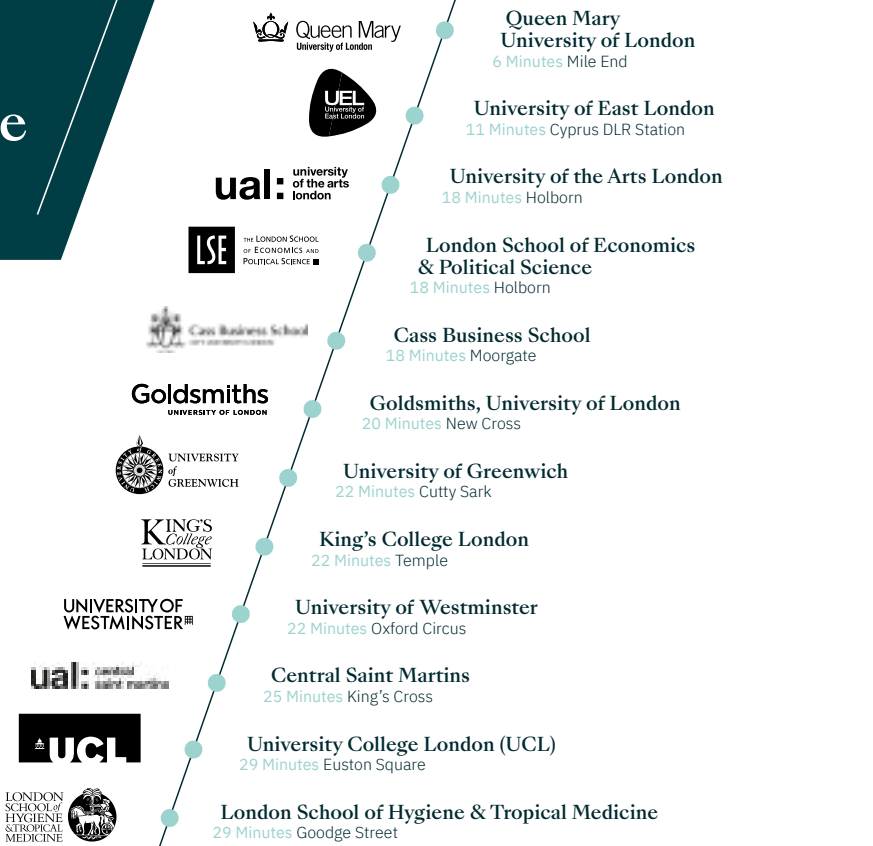 e
Queen Mary
University of London
Queen Mary
University of London
6 Minutes Mile End
UEL
University of
East London
University of East London
11 Minutes Cyprus DLR Station
ual:
university
of the arts
london
University of the Arts London
18 Minutes Holborn
LSE
THE LONDON SCHOOL
OF ECONOMICS AND
POLITICAL SCIENCE
London School of Economics
& Political Science
18 Minutes Holborn
Cass Business School
Cass Business School
18 Minutes Moorgate
Goldsmiths
UNIVERSITY OF LONDON
Goldsmiths, University of London
20 Minutes New Cross
UNIVERSITY OF GREENWICH
UNIVERSITY
of
GREENWICH
University of Greenwich
22 Minutes Cutty Sark
KING'S
College
LONDON
King's College London
22 Minutes Temple
UNIVERSITY OF
WESTMINSTER
University of Westminster
22 Minutes Oxford Circus
ual:
central
saint martins
Central Saint Martins
25 Minutes King's Cross
UCL
University College London (UCL)
29 Minutes Euston Square
LONDON
SCHOOL of
HYGIENE
& TROPICAL
MEDICINE
London School of Hygiene & Tropical Medicine
29 Minutes Goodge Street